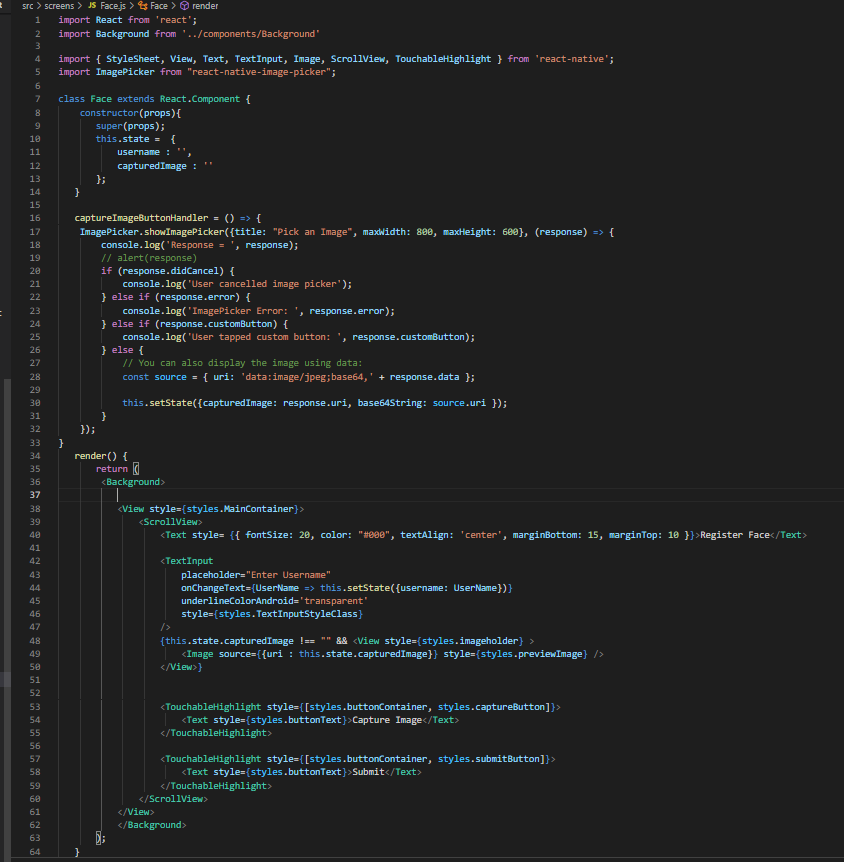 src > screens > JS Face.js > Face > render
1 import React from 'react';
2 import Background from '../components/Background'
3
4 import { StyleSheet, View, Text, TextInput, Image, ScrollView, TouchableHighlight } from 'react-native';
5 import ImagePicker from "react-native-image-picker";
6
7 class Face extends React.Component {
8 constructor(props){
9 super(props);
10 this.state =  {
11 username : '',
12 capturedImage : ''
13 };
14 }
15
16 captureImageButtonHandler = () => {
17 ImagePicker.showImagePicker({title: "Pick an Image", maxWidth: 800, maxHeight: 600}, (response) => {
18 console.log('Response = ', response);
19 // alert(response)
20 if (response.didCancel) {
21 console.log('User cancelled image picker');
22 } else if (response.error) {
23 console.log('ImagePicker Error: ', response.error);
24 } else if (response.customButton) {
25 console.log('User tapped custom button: ', response.customButton);
26 } else {
27 // You can also display the image using data:
28 const source = { uri: 'data:image/jpeg;base64,' + response.data };
29
30 this.setState({capturedImage: response.uri, base64String: source.uri });
31 }
32 });
33 }
34 render() {
35 return (
36 <Background>
37
38 <View style={styles.MainContainer}>
39 <ScrollView>
40 <Text style= {{ fontSize: 20, color: "#000", textAlign: 'center', marginBottom: 15, marginTop: 10 }}>Register Face</Text>
41
42 <TextInput
43 placeholder="Enter Username"
44 onChangeText={UserName => this.setState({username: UserName})}
45 underlineColorAndroid='transparent'
46 style={styles.TextInputStyleClass}
47 />
48 {this.state.capturedImage !== "" && <View style={styles.imageholder} >
49 <Image source={{uri : this.state.capturedImage}} style={styles.previewImage} />
50 </View>}
51
52
53 <TouchableHighlight style={[styles.buttonContainer, styles.captureButton]}>
54 <Text style={styles.buttonText}>Capture Image</Text>
55 </TouchableHighlight>
56
57 <TouchableHighlight style={[styles.buttonContainer, styles.submitButton]}>
58 <Text style={styles.buttonText}>Submit</Text>
59 </TouchableHighlight>
60 </ScrollView>
61 </View>
62 </Background>
63 );
64 }